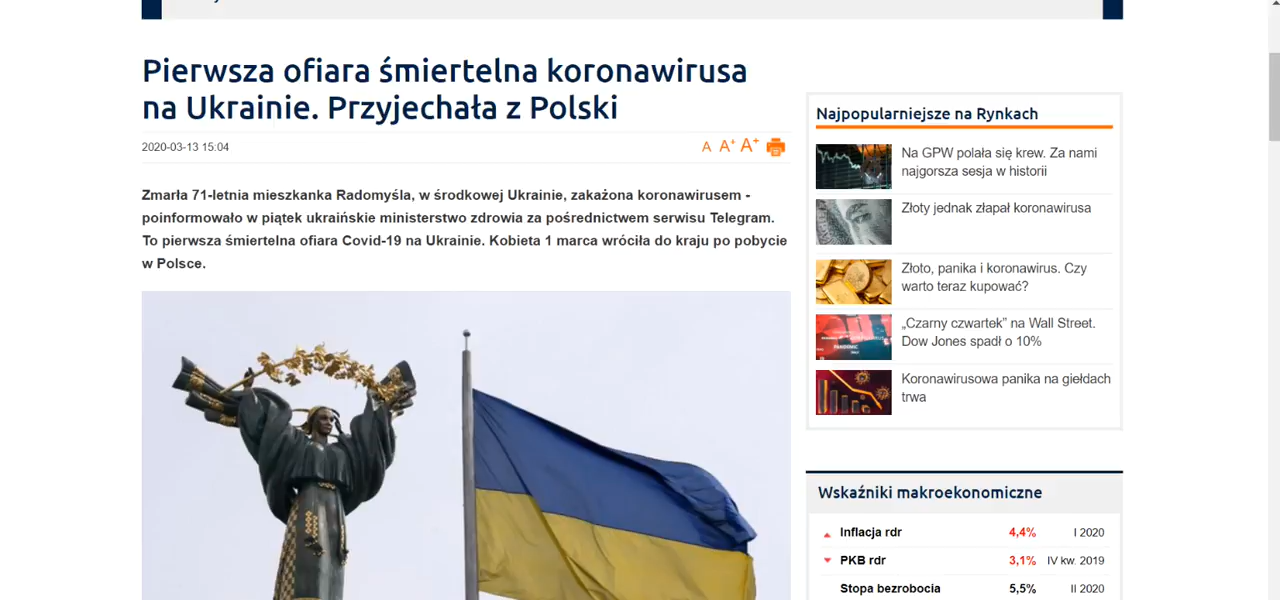 Pierwsza ofiara śmiertelna koronawirusa
na Ukrainie. Przyjechała z Polski
2020-03-13 15:04
A A+ A+
Zmarła 71-letnia mieszkanka Radomyśla, w środkowej Ukrainie, zakażona koronawirusem -
poinformowało w piątek ukraińskie ministerstwo zdrowia za pośrednictwem serwisu Telegram.
To pierwsza śmiertelna ofiara Covid-19 na Ukrainie. Kobieta 1 marca wróciła do kraju po pobycie
w Polsce.
Najpopularniejsze na Rynkach
Na GPW polała się krew. Za nami
najgorsza sesja w historii
Złoty jednak złapał koronawirusa
Złoto, panika i koronawirus. Czy
warto teraz kupować?
„Czarny czwartek” na Wall Street.
Dow Jones spadł o 10%
Koronawirusowa panika na giełdach
trwa
Wskaźniki makroekonomiczne
Inflacja rdr 4,4% I 2020
PKB rdr 3,1% IV kw. 2019
Stopa bezrobocia 5,5% II 2020